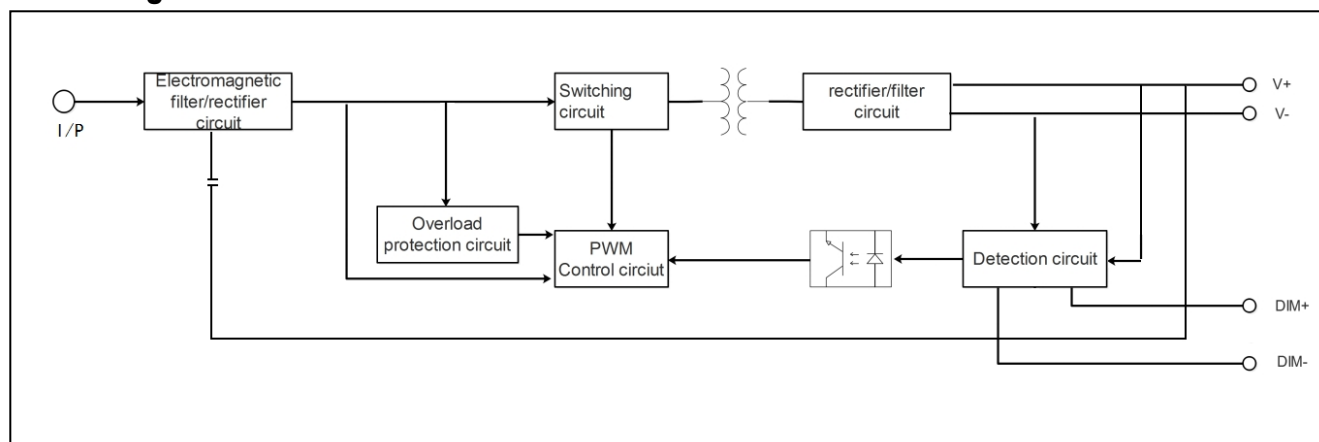 I/P
Electromagnetic
filter/rectifier
circuit
Switching
circuit
rectifier/filter
circuit
V+
V-
Overload
protection circuit
PWM
Control circiut
Detection circuit
DIM+
DIM-